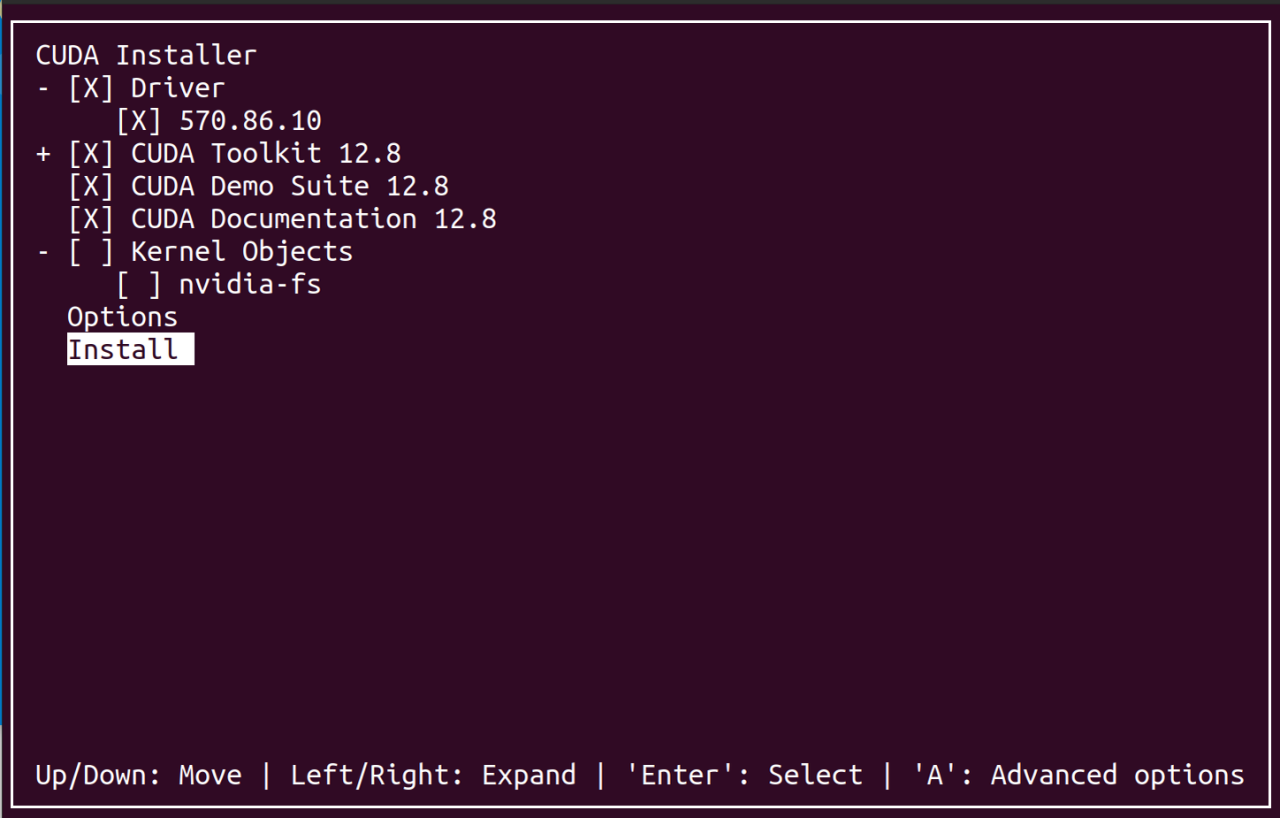 CUDA Installer
- [X] Driver
[X] 570.86.10
+ [X] CUDA Toolkit 12.8
[X] CUDA Demo Suite 12.8
[X] CUDA Documentation 12.8
- [ ] Kernel Objects
[ ] nvidia-fs
Options
Install
Up/Down: Move | Left/Right: Expand | 'Enter': Select | 'A': Advanced options